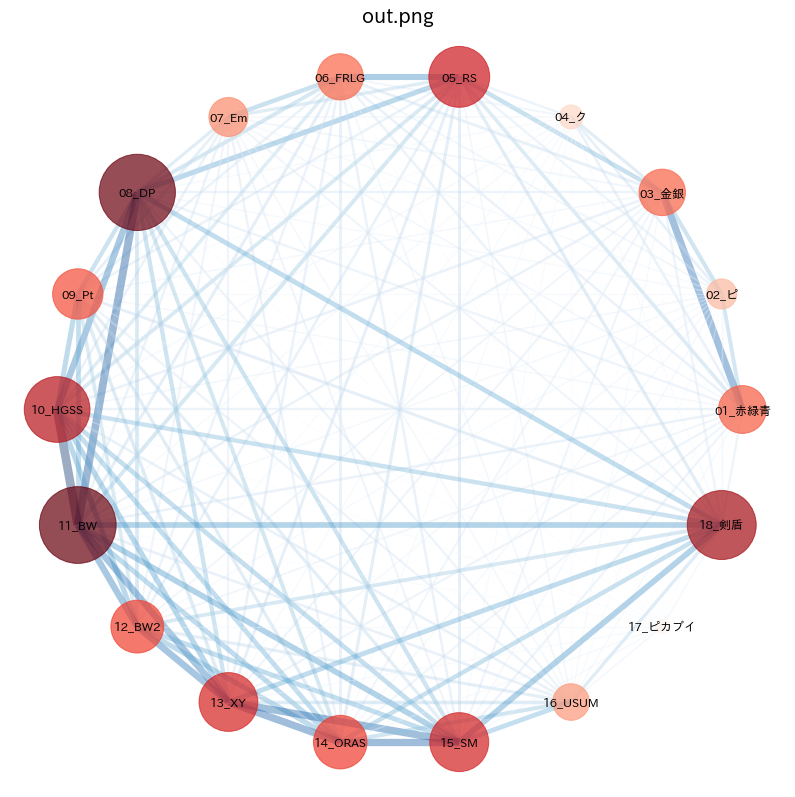 out.png
06_FRLG
05_RS
07_Em
04_ク
08_DP
03_金銀
09_Pt
02_ピ
10_HGSS
01_赤緑青
11_BW
18_剣盾
12_BW2
17_ピカブイ
13_XY
16_USUM
14_ORAS
15_SM